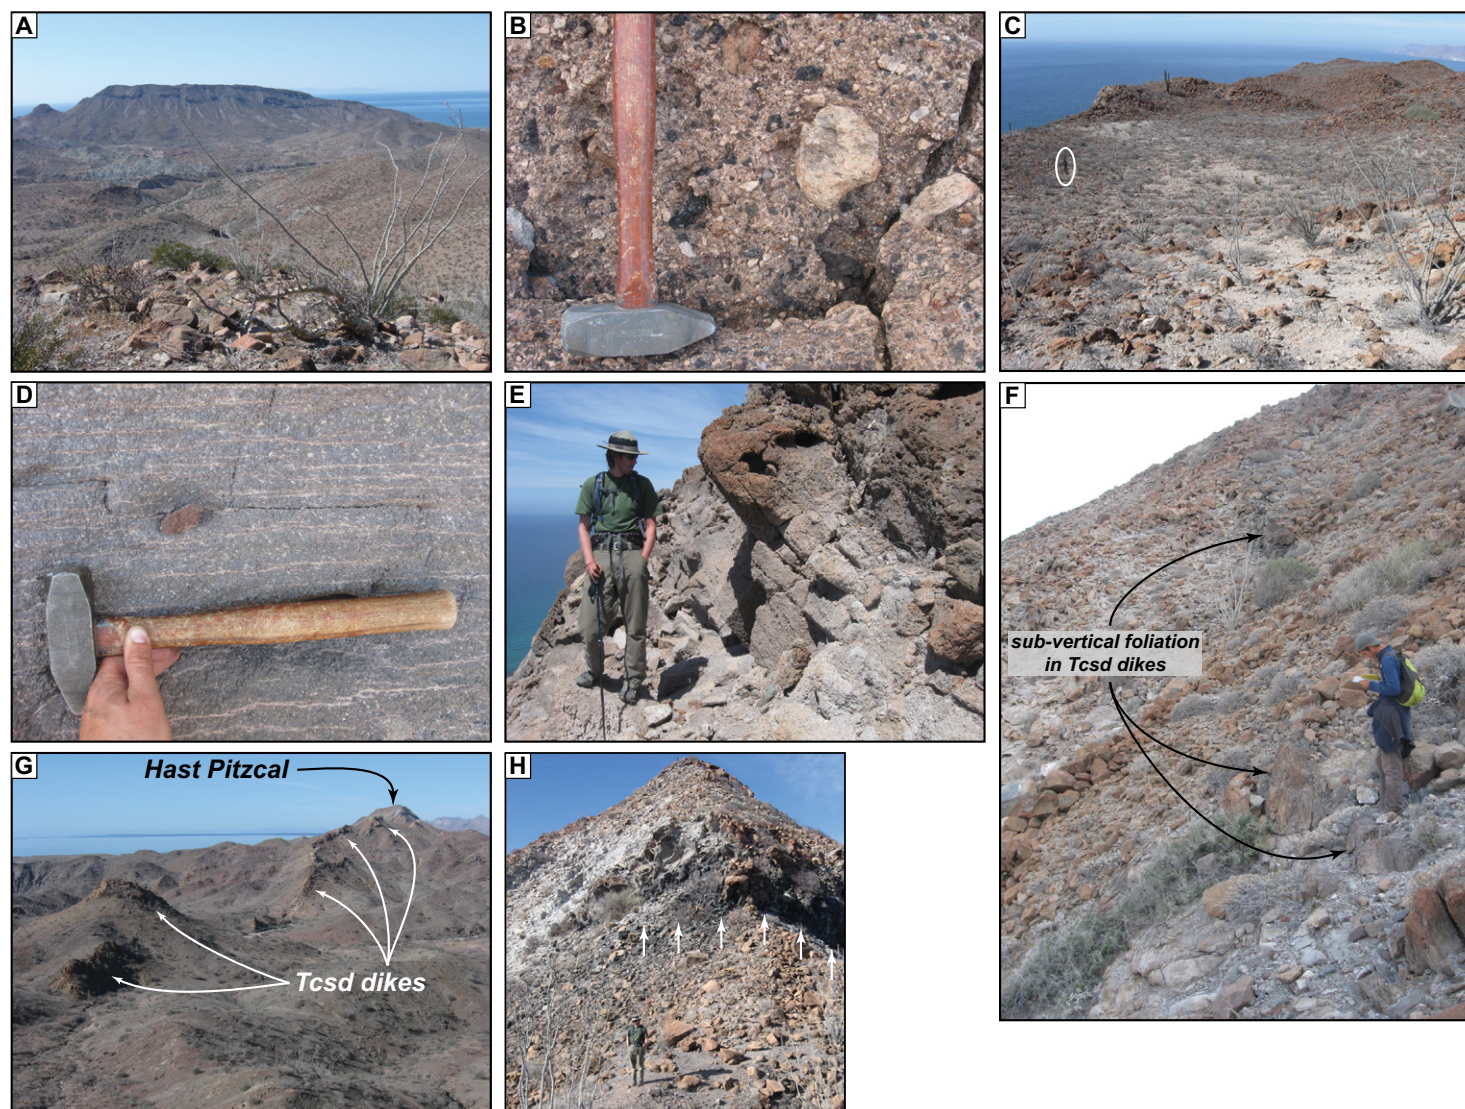 A
B
C
D
E
F
sub-vertical foliation
in Tcsd dikes
G
Hast Pitzcal
Tcsd dikes
H